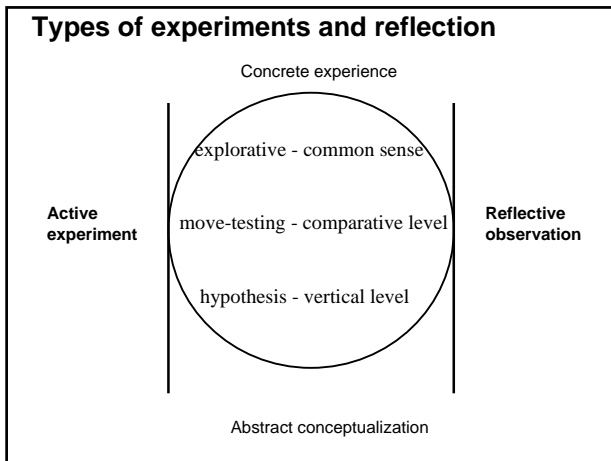 Types of experiments and reflection
Concrete experience
explorative - common sense
Active
experiment
move-testing - comparative level
Reflective
observation
hypothesis - vertical level
Abstract conceptualization